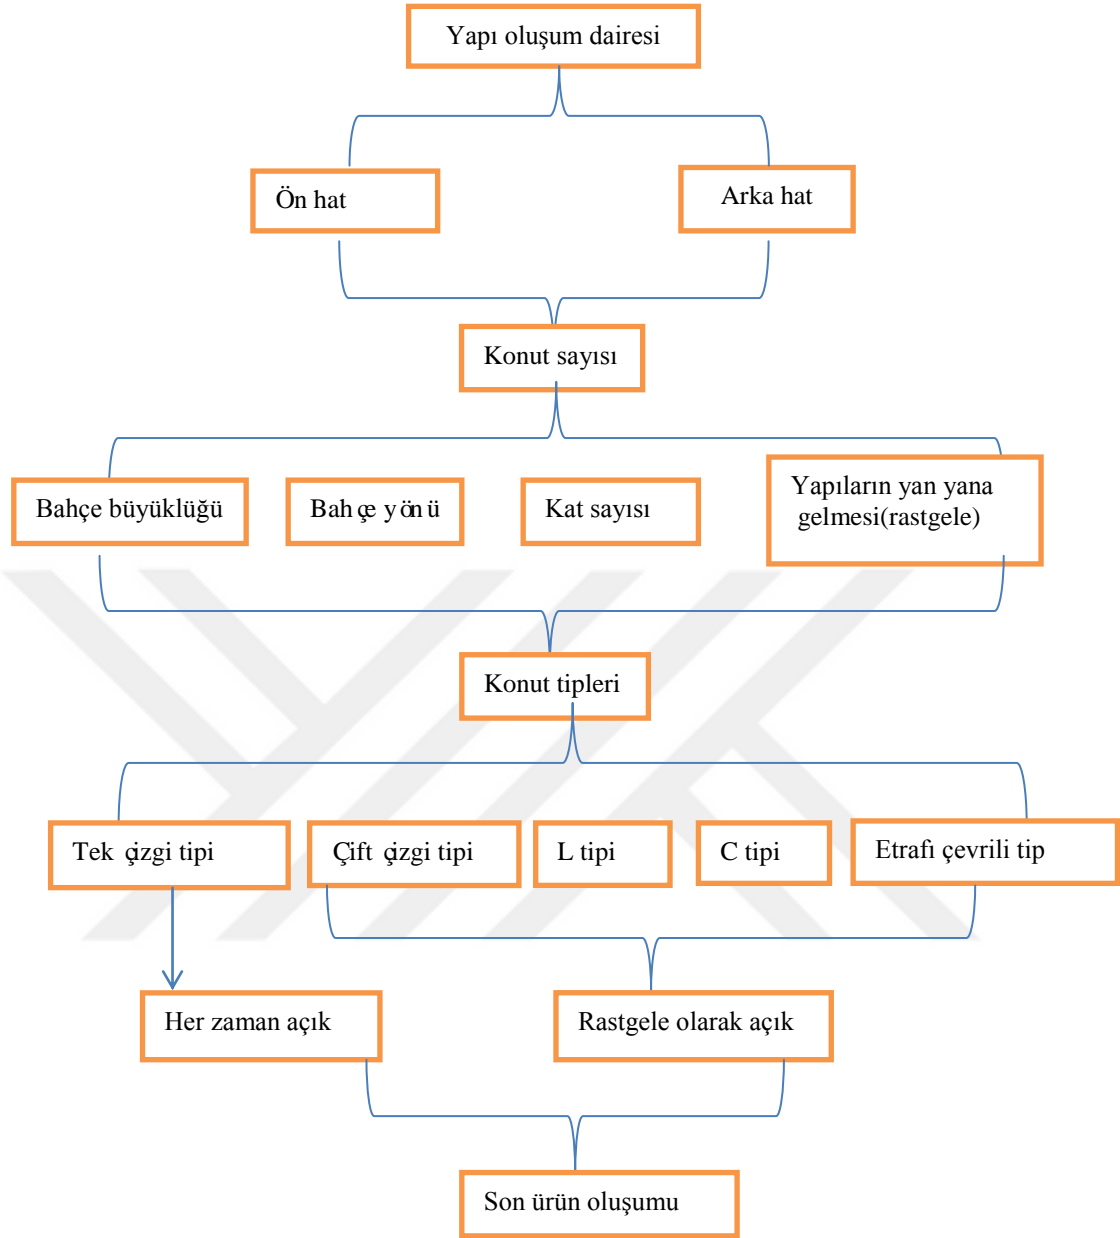 Yapı oluşum dairesi
Ön hat
Arka hat
Konut sayısı
Bahçe büyüklüğü
Bahçe yönü
Kat sayısı
Yapıların yan yana
gelmesi(rastgele)
Konut tipleri
Tek çizgi tipi
Çift çizgi tipi
L tipi
C tipi
Etrafı çevrili tip
Her zaman açık
Rastgele olarak açık
Son ürün oluşumu